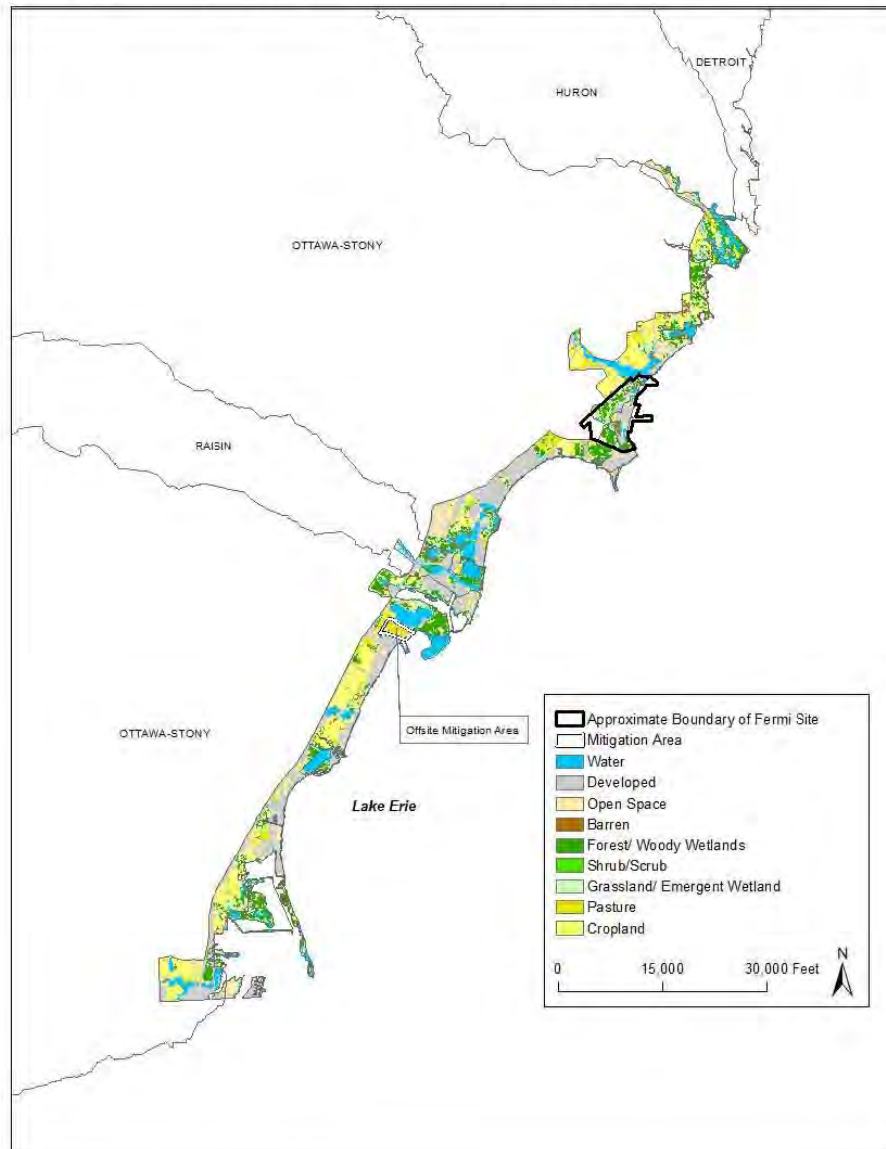 DETROIT
HURON
OTTAWA-STONY
RAISIN
OTTAWA-STONY
Offsite Mitigation Area
Lake Erie
Approximate Boundary of Fermi Site
Mitigation Area
Water
Developed
Open Space
Barren
Forest/ Woody Wetlands
Shrub/Scrub
Grassland/ Emergent Wetland
Pasture
Cropland
N
0 15,000 30,000 Feet